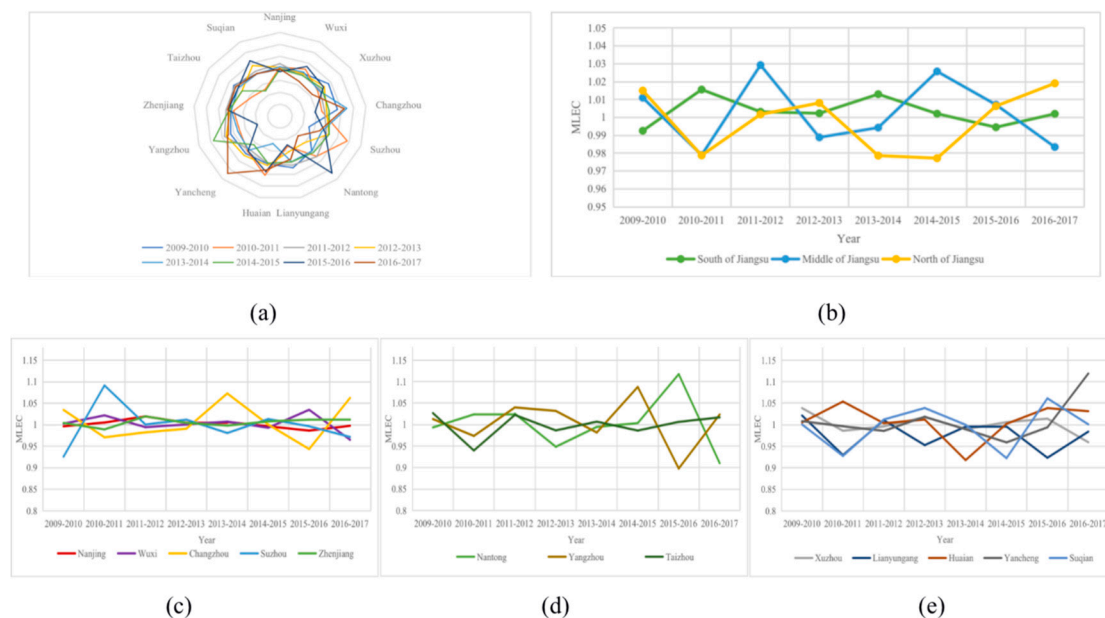 Nanjing
Suqian
Wuxi
Taizhou
Xuzhou
Zhenjiang
Changzhou
Yangzhou
Suzhou
Yancheng
Nantong
Huaian Lianyungang
2009-2010 2010-2011 2011-2012 2012-2013
2013-2014 2014-2015 2015-2016 2016-2017
(a)
1.05
1.04
1.03
1.02
1.01
1
0.99
0.98
0.97
0.96
0.95
MLEC
2009-2010 2010-2011 2011-2012 2012-2013 2013-2014 2014-2015 2015-2016 2016-2017
Year
South of Jiangsu Middle of Jiangsu North of Jiangsu
(b)
1.15
1.1
1.05
1
0.95
0.9
0.85
0.8
MLEC
2009-2010 2010-2011 2011-2012 2012-2013 2013-2014 2014-2015 2015-2016 2016-2017
Year
Nanjing Wuxi Changzhou Suzhou Zhenjiang
(c)
1.15
1.1
1.05
1
0.95
0.9
0.85
0.8
MLEC
2009-2010 2010-2011 2011-2012 2012-2013 2013-2014 2014-2015 2015-2016 2016-2017
Year
Nantong Yangzhou Taizhou
(d)
1.15
1.1
1.05
1
0.95
0.9
0.85
0.8
MLEC
2009-2010 2010-2011 2011-2012 2012-2013 2013-2014 2014-2015 2015-2016 2016-2017
Year
Xuzhou Lianyungang Huaian Yancheng Suqian
(e)